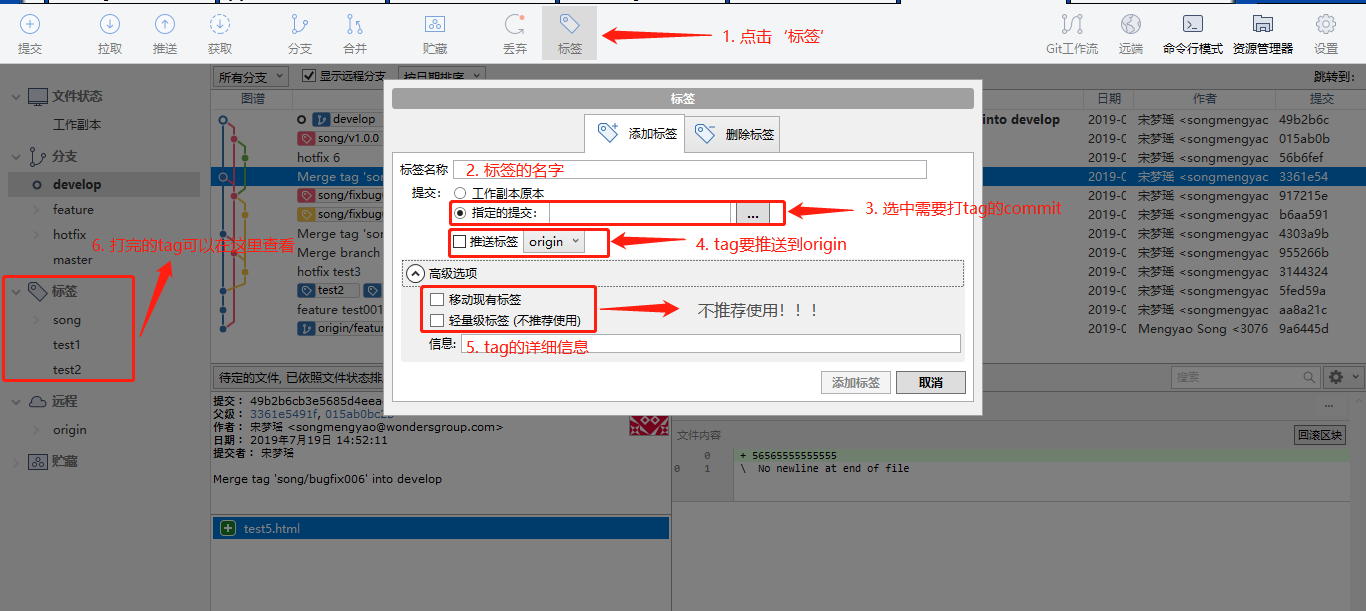 提交 拉取 推送 获取 分支 合并 贮藏 丢弃 标签 Git工作流 远端 命令行模式 资源管理器 设置
1. 点击 ‘标签’
所有分支 显示远程分支 按日期排序 跳转到:
图谱 日期 作者 提交
文件状态
工作副本
分支
develop
feature
hotfix
master
6. 打完的tag可以在这里查看
标签
song
test1
test2
远程
origin
贮藏
develop into develop 2019-0 宋梦瑶 <songmengyac 49b2b6c
song/v1.0.0 2019-0 宋梦瑶 <songmengyac 015ab0b
hotfix 6 2019-0 宋梦瑶 <songmengyac 56b6fef
Merge tag 'son 2019-0 宋梦瑶 <songmengyac 3361e54
song/fixbug 2019-0 宋梦瑶 <songmengyac 917215e
song/fixbug 2019-0 宋梦瑶 <songmengyac b6aa591
Merge tag 'son 2019-0 宋梦瑶 <songmengyac 4303a9b
Merge branch 2019-0 宋梦瑶 <songmengyac 955266b
hotfix test3 2019-0 宋梦瑶 <songmengyac 3144324
test2 2019-0 宋梦瑶 <songmengyac 5fed59a
feature test001 2019-0 宋梦瑶 <songmengyac aa8a21c
origin/featur 2019-0 Mengyao Song <3076 9a6445d
标签
添加标签 删除标签
标签名称 2. 标签的名字
提交: 工作副本原本
指定的提交: ...
3. 选中需要打tag的commit
推送标签 origin
4. tag要推送到origin
高级选项
移动现有标签
轻量级标签 (不推荐使用)
不推荐使用！！！
信息: 5. tag的详细信息
添加标签 取消
待定的文件, 已依照文件状态排 搜索
提交: 49b2b6cb3e5685d4eea
父级: 3361e5491f, 015ab0bc2b
作者: 宋梦瑶 <songmengyao@wondersgroup.com>
日期: 2019年7月19日 14:52:11
提交者: 宋梦瑶
Merge tag 'song/bugfix006' into develop
test5.html
...
文件内容 回滚区块
0 + 56565555555555
0 1 \ No newline at end of file